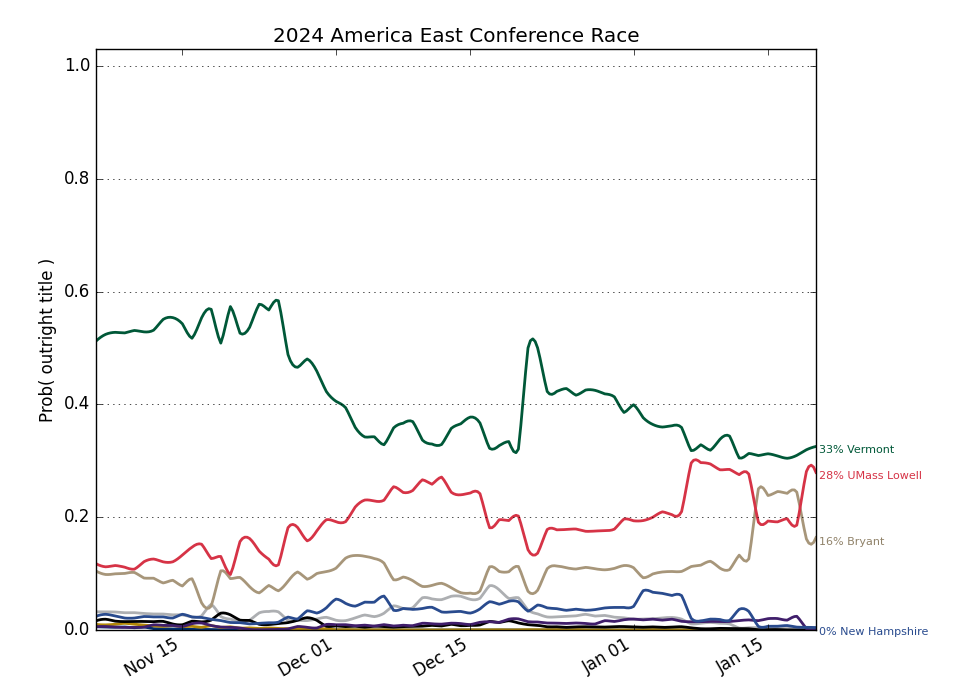 2024 America East Conference Race
Prob( outright title )
1.0
0.8
0.6
0.4
0.2
0.0
33% Vermont
28% UMass Lowell
16% Bryant
0% New Hampshire
Nov 15
Dec 01
Dec 15
Jan 01
Jan 15